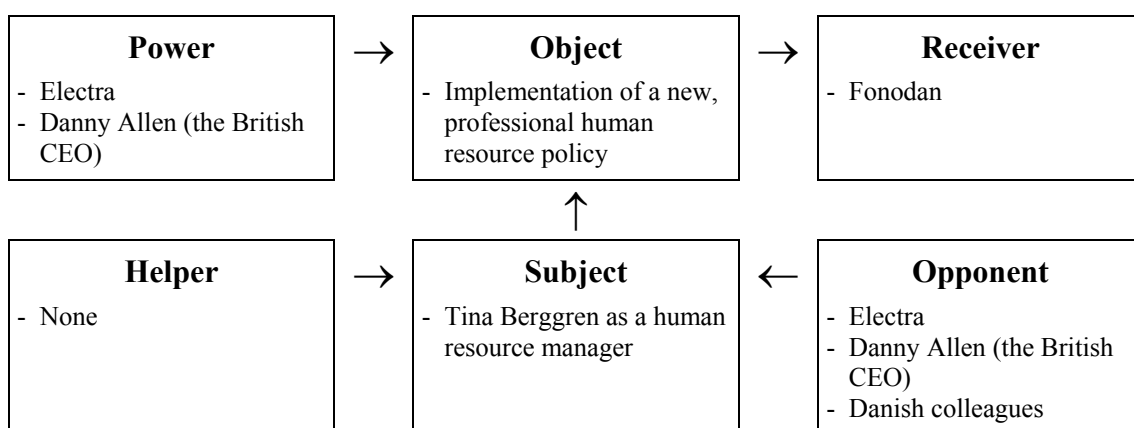 Power
- Electra
- Danny Allen (the British
CEO)
→
Object
- Implementation of a new,
professional human
resource policy
→
Receiver
- Fonodan
↑
Helper
- None
→
Subject
- Tina Berggren as a human
resource manager
←
Opponent
- Electra
- Danny Allen (the British
CEO)
- Danish colleagues